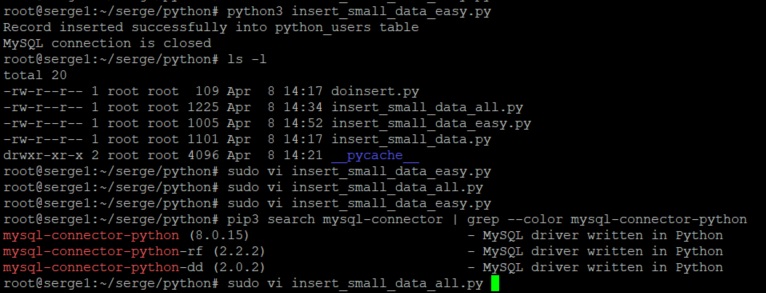 root@serge1:~/serge/python# python3 insert_small_data_easy.py
Record inserted successfully into python_users table
MySQL connection is closed
root@serge1:~/serge/python# ls -l
total 20
-rw-r--r-- 1 root root  109 Apr  8 14:17 doinsert.py
-rw-r--r-- 1 root root 1225 Apr  8 14:34 insert_small_data_all.py
-rw-r--r-- 1 root root 1005 Apr  8 14:52 insert_small_data_easy.py
-rw-r--r-- 1 root root 1101 Apr  8 14:17 insert_small_data.py
drwxr-xr-x 2 root root 4096 Apr  8 14:21 __pycache__
root@serge1:~/serge/python# sudo vi insert_small_data_easy.py
root@serge1:~/serge/python# sudo vi insert_small_data_all.py
root@serge1:~/serge/python# sudo vi insert_small_data_easy.py
root@serge1:~/serge/python# pip3 search mysql-connector | grep --color mysql-connector-python
mysql-connector-python (8.0.15)                        - MySQL driver written in Python
mysql-connector-python-rf (2.2.2)                      - MySQL driver written in Python
mysql-connector-python-dd (2.0.2)                      - MySQL driver written in Python
root@serge1:~/serge/python# sudo vi insert_small_data_all.py